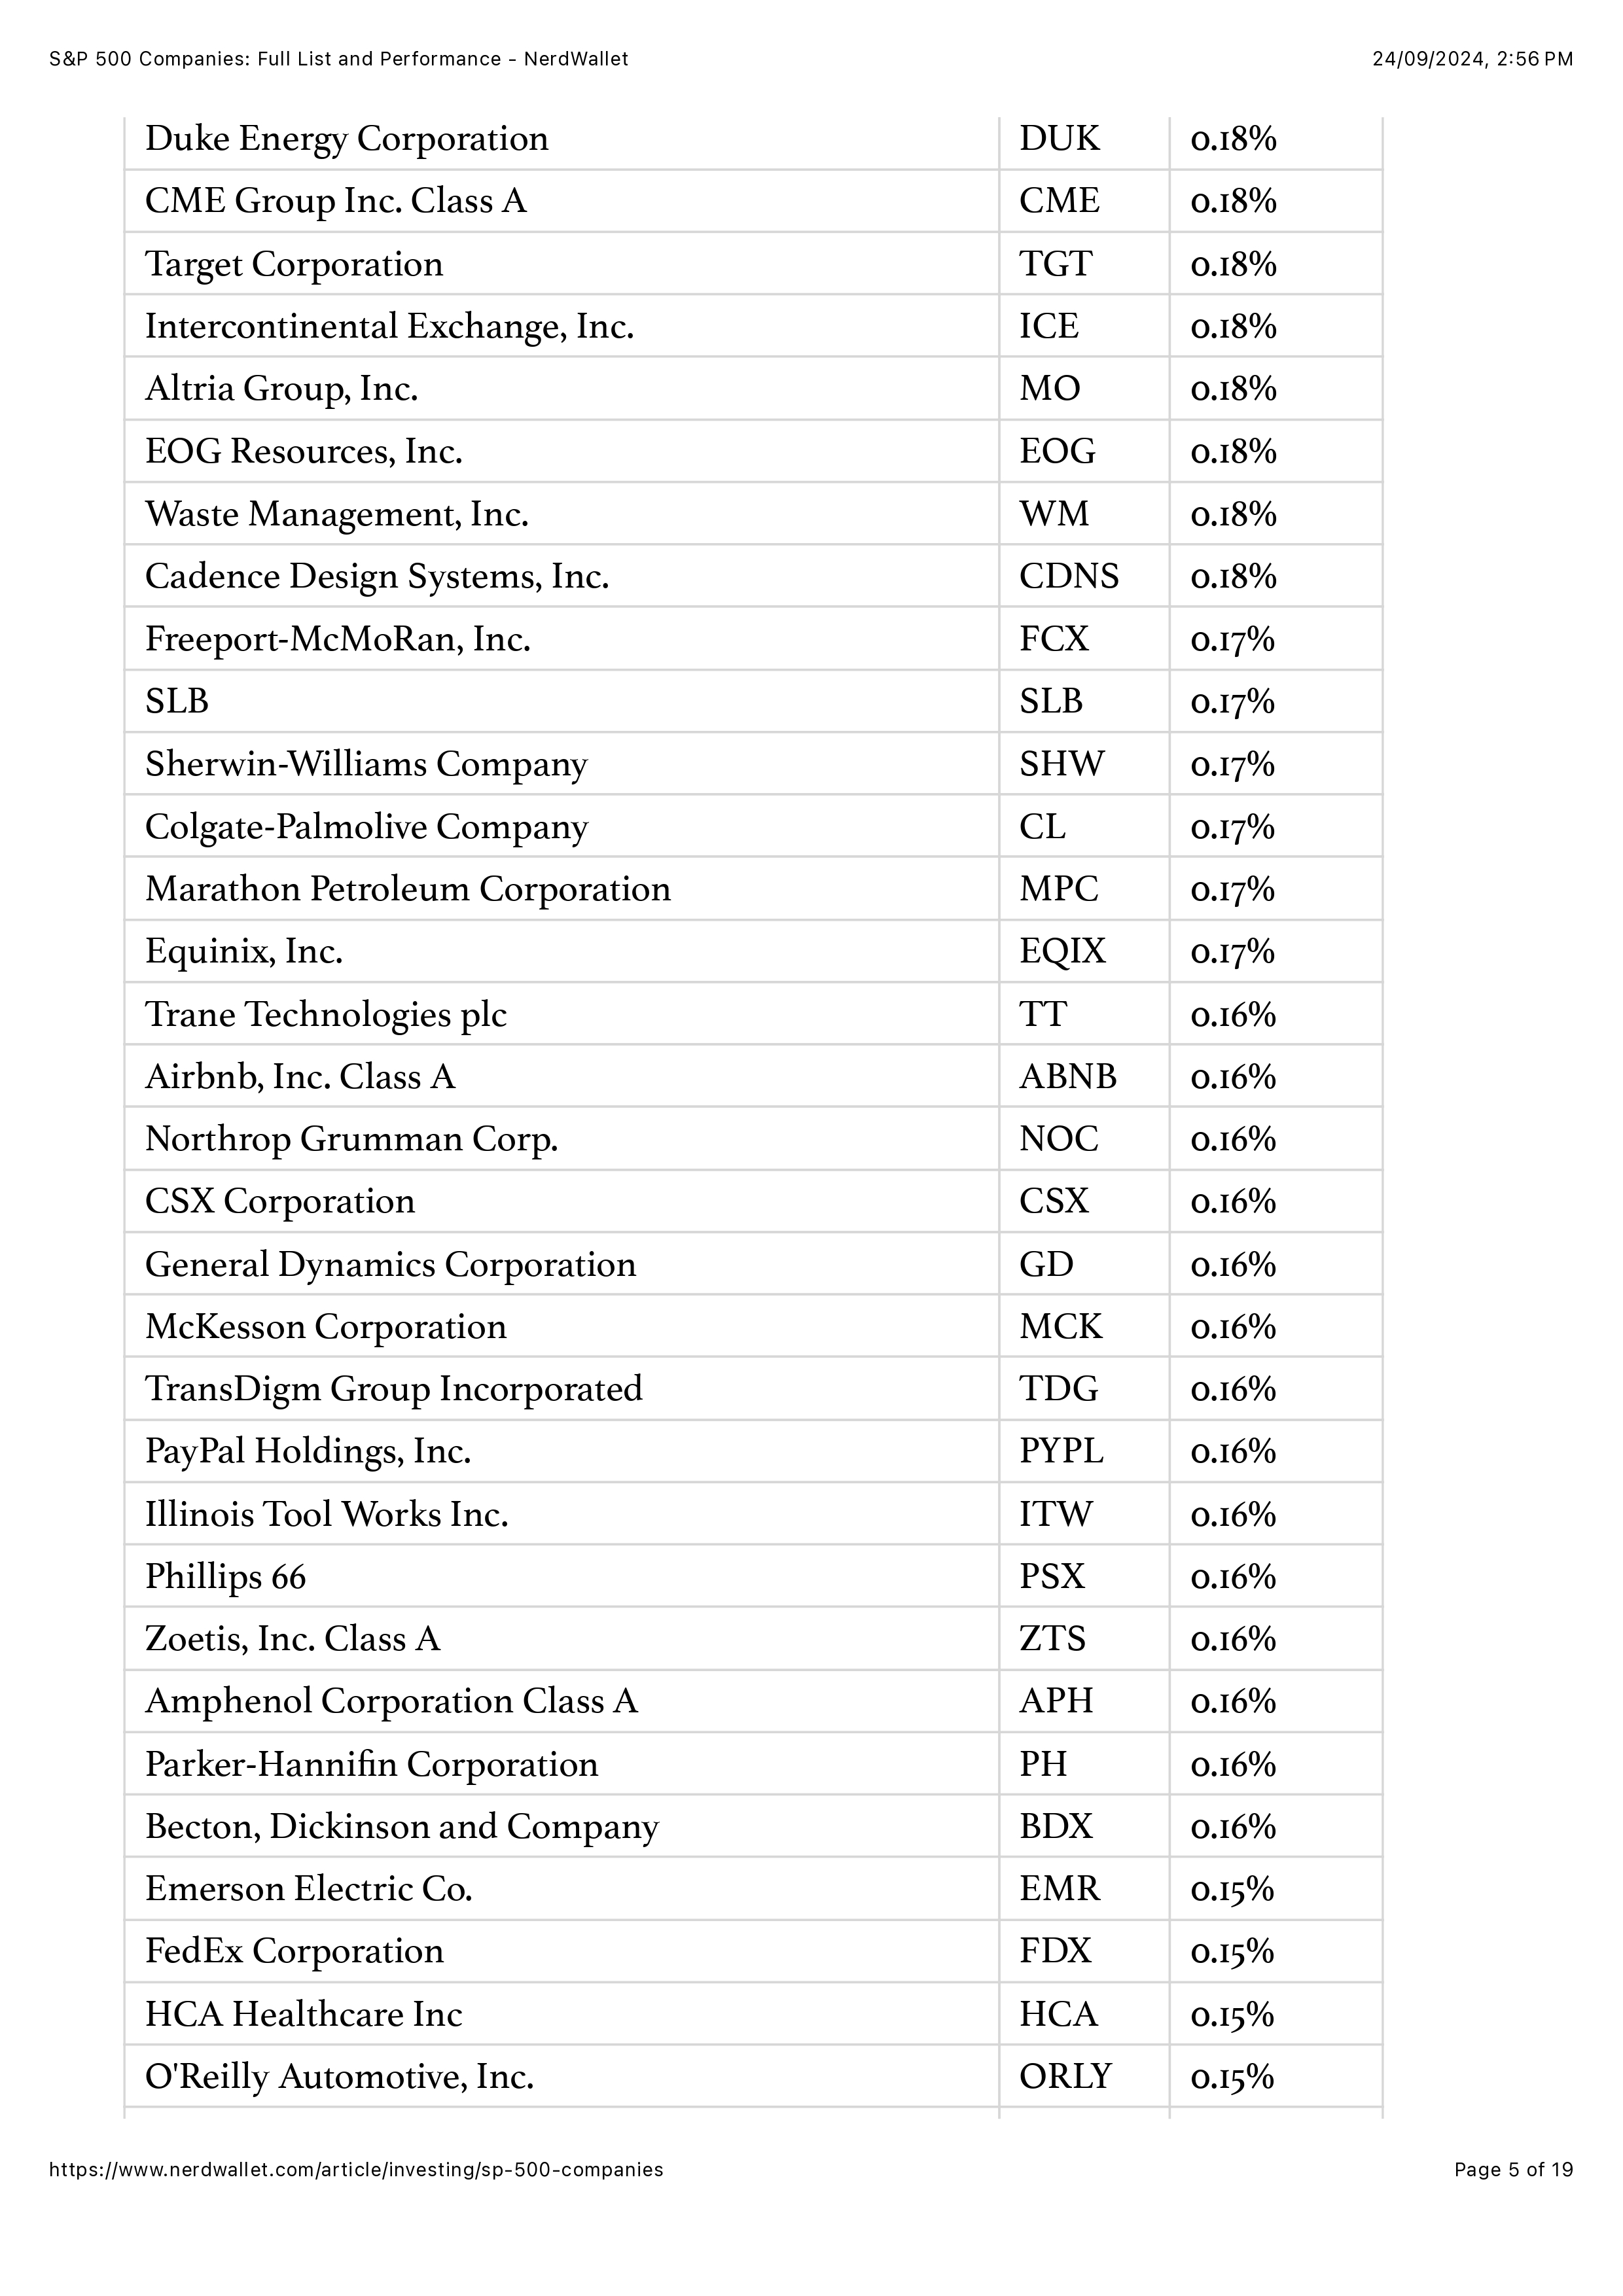 S&P 500 Companies: Full List and Performance - NerdWallet 24/09/2024, 2:56 PM
Duke Energy Corporation DUK 0.18%
CME Group Inc. Class A CME 0.18%
Target Corporation TGT 0.18%
Intercontinental Exchange, Inc. ICE 0.18%
Altria Group, Inc. MO 0.18%
EOG Resources, Inc. EOG 0.18%
Waste Management, Inc. WM 0.18%
Cadence Design Systems, Inc. CDNS 0.18%
Freeport-McMoRan, Inc. FCX 0.17%
SLB SLB 0.17%
Sherwin-Williams Company SHW 0.17%
Colgate-Palmolive Company CL 0.17%
Marathon Petroleum Corporation MPC 0.17%
Equinix, Inc. EQIX 0.17%
Trane Technologies plc TT 0.16%
Airbnb, Inc. Class A ABNB 0.16%
Northrop Grumman Corp. NOC 0.16%
CSX Corporation CSX 0.16%
General Dynamics Corporation GD 0.16%
McKesson Corporation MCK 0.16%
TransDigm Group Incorporated TDG 0.16%
PayPal Holdings, Inc. PYPL 0.16%
Illinois Tool Works Inc. ITW 0.16%
Phillips 66 PSX 0.16%
Zoetis, Inc. Class A ZTS 0.16%
Amphenol Corporation Class A APH 0.16%
Parker-Hannifin Corporation PH 0.16%
Becton, Dickinson and Company BDX 0.16%
Emerson Electric Co. EMR 0.15%
FedEx Corporation FDX 0.15%
HCA Healthcare Inc HCA 0.15%
O'Reilly Automotive, Inc. ORLY 0.15%
https://www.nerdwallet.com/article/investing/sp-500-companies Page 5 of 19